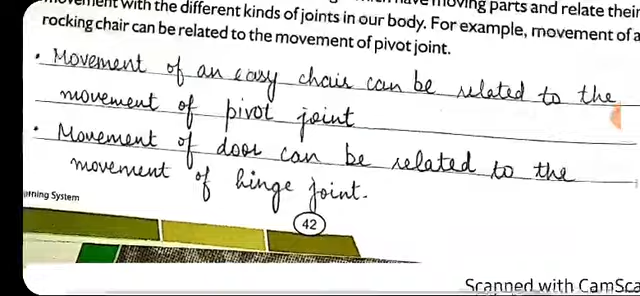 with the different kinds of joints in our body. For example, movement of a
rocking chair can be related to the movement of pivot joint.
• Movement of an easy chair can be related to the
movement of pivot joint
• Movement of door can be related to the
movement of hinge joint.
System
42
Scanned with CamSca